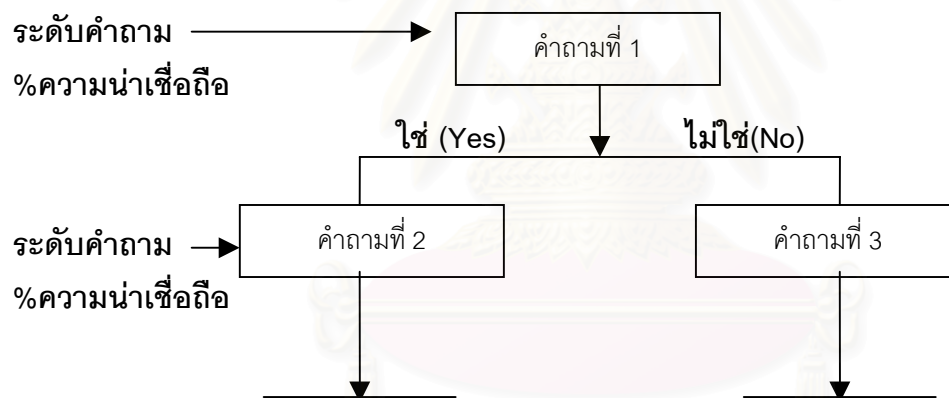 ระดับคำถาม
คำถามที่ 1
%ความน่าเชื่อถือ
ใช่ (Yes)
ไม่ใช่(No)
ระดับคำถาม
คำถามที่ 2
คำถามที่ 3
%ความน่าเชื่อถือ